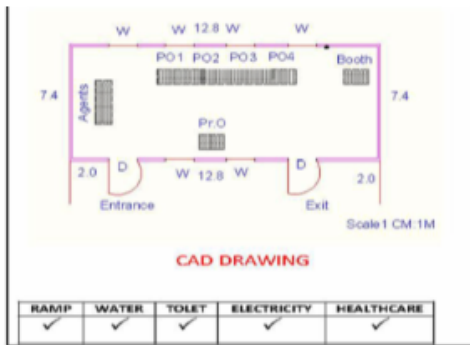 W W 12.8 W W
PO1 PO2 PO3 PO4 Booth
7.4 Agents 7.4
Pr.O
2.0 D W 12.8 W D 2.0
Entrance Exit
Scale1 CM:1M
CAD DRAWING
RAMP WATER TOLET ELECTRICITY HEALTHCARE
✓ ✓ ✓ ✓ ✓